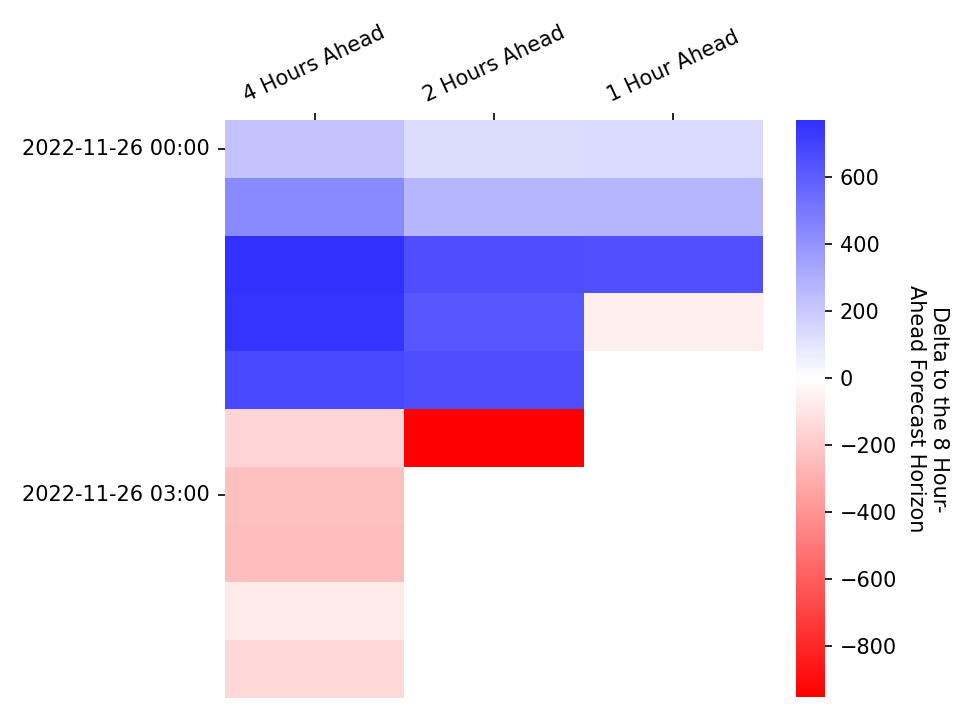 4 Hours Ahead
2 Hours Ahead
1 Hour Ahead
2022-11-26 00:00
2022-11-26 03:00
600
400
200
0
−200
−400
−600
−800
Delta to the 8 Hour-
Ahead Forecast Horizon